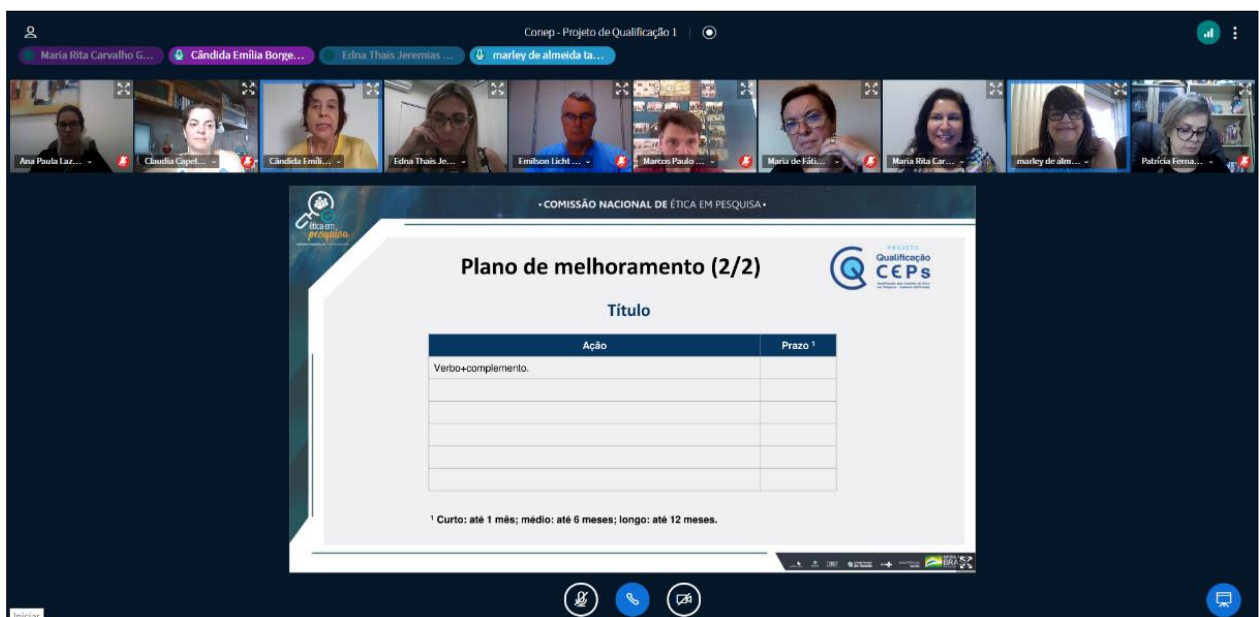 Conep - Projeto de Qualificação 1
Maria Rita Carvalho G...
Cândida Emília Borge...
Edna Thais Jeremias ...
marley de almeida ta...
Ana Paula Laz...
Claudia Capel...
Cândida Emíli...
Edna Thais Je...
Emilson Licht ...
Marcos Paulo ...
Maria de Fáti...
Maria Rita Car...
marley de alm...
Patrícia Ferna...
ética em
pesquisa
• COMISSÃO NACIONAL DE ÉTICA EM PESQUISA •
Plano de melhoramento (2/2)
PROJETO
Qualificação
CEPs
Título
Ação
Prazo ¹
Verbo+complemento.
¹ Curto: até 1 mês; médio: até 6 meses; longo: até 12 meses.
Iniciar